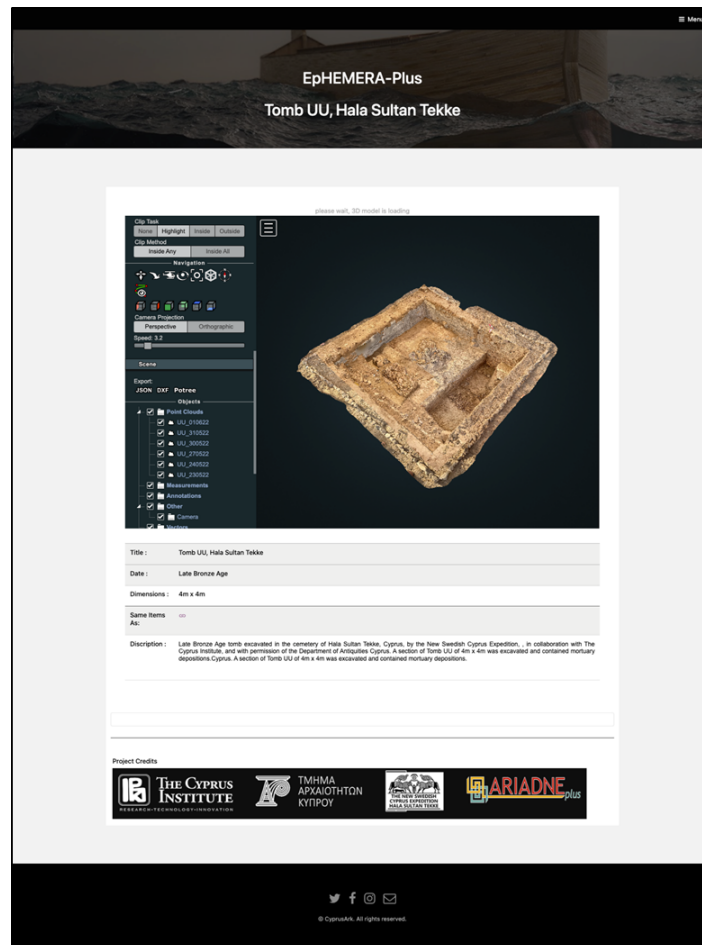 ≡ Menu
EpHEMERA-Plus
Tomb UU, Hala Sultan Tekke
please wait, 3D model is loading
Clip Task
None Highlight Inside Outside
Clip Method
Inside Any Inside All
Navigation
Camera Projection
Perspective Orthographic
Speed: 3.2
Scene
Export:
JSON DXF Potree
Objects
Point Clouds
UU_010622
UU_310522
UU_300522
UU_270522
UU_240522
UU_230522
Measurements
Annotations
Other
Camera
Vectors
Title : Tomb UU, Hala Sultan Tekke
Date : Late Bronze Age
Dimensions : 4m x 4m
Same Items
As:
Discription : Late Bronze Age tomb excavated in the cemetery of Hala Sultan Tekke, Cyprus, by the New Swedish Cyprus Expedition, , in collaboration with The
Cyprus Institute, and with permission of the Department of Antiquities Cyprus. A section of Tomb UU of 4m x 4m was excavated and contained mortuary
depositions.Cyprus. A section of Tomb UU of 4m x 4m was excavated and contained mortuary depositions.
Project Credits
THE CYPRUS
INSTITUTE
RESEARCH•TECHNOLOGY•INNOVATION
ΤΜΗΜΑ
ΑΡΧΑΙΟΤΗΤΩΝ
ΚΥΠΡΟΥ
THE NEW SWEDISH
CYPRUS EXPEDITION
HALA SULTAN TEKKE
ARIADNEplus
© CyprusArk. All rights reserved.